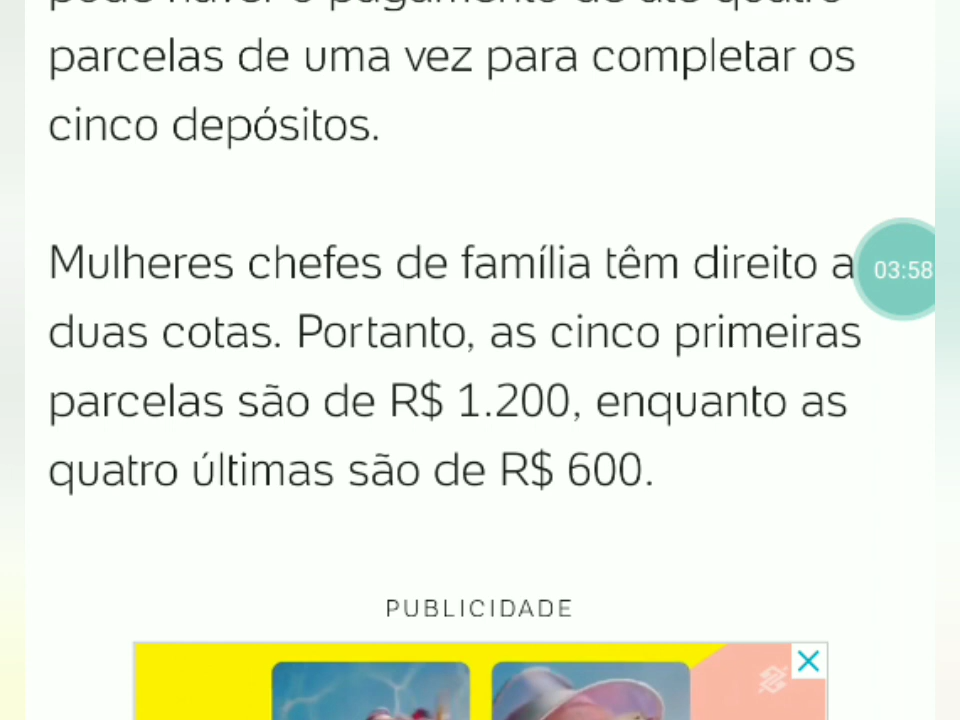 parcelas de uma vez para completar os
cinco depósitos.
Mulheres chefes de família têm direito a
03:58
duas cotas. Portanto, as cinco primeiras
parcelas são de R$ 1.200, enquanto as
quatro últimas são de R$ 600.
PUBLICIDADE